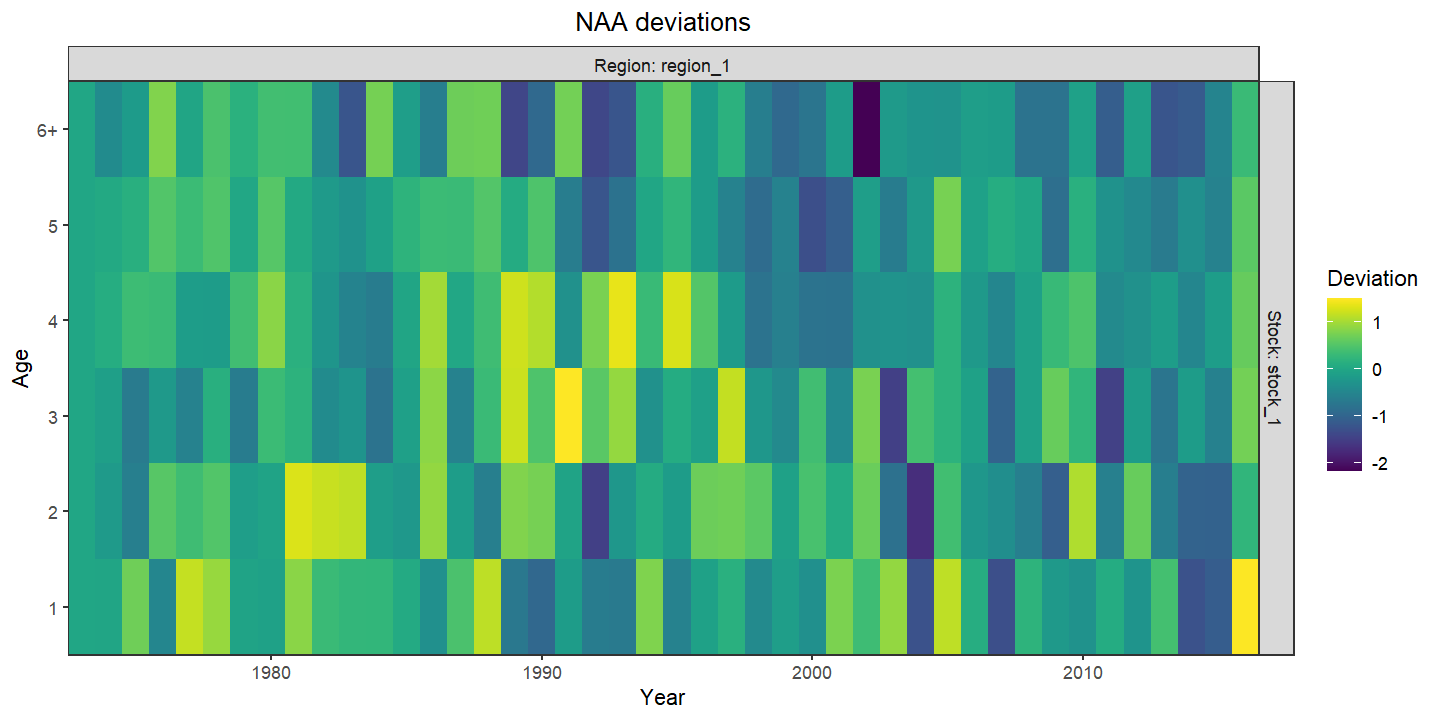 NAA deviations
Region: region_1
Stock: stock_1
Age
6+
5
4
3
2
1
1980
1990
2000
2010
Year
Deviation
1
0
-1
-2